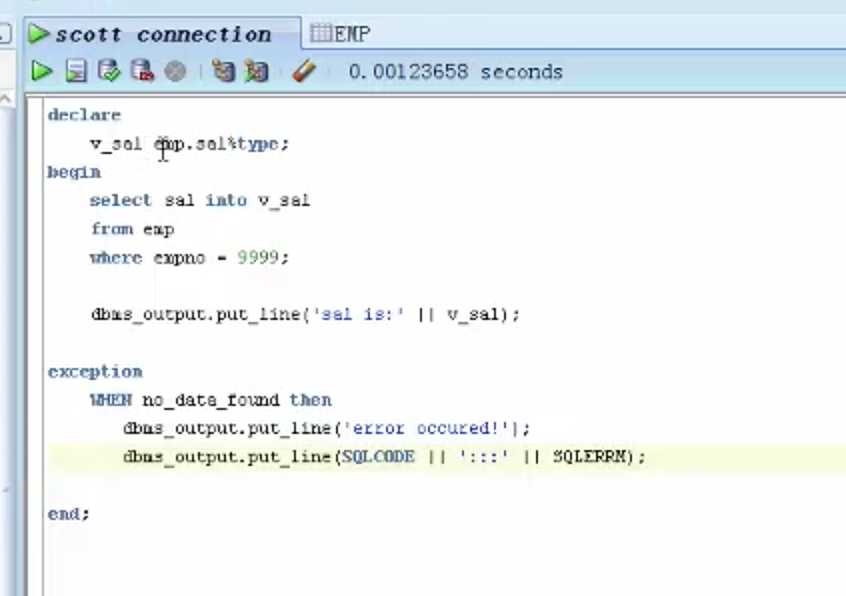 scott connection EMP
0.00123658 seconds
declare
v_sal emp.sal%type;
begin
select sal into v_sal
from emp
where empno = 9999;
dbms_output.put_line('sal is:' || v_sal);
exception
WHEN no_data_found then
dbms_output.put_line('error occured!');
dbms_output.put_line(SQLCODE || ':::' || SQLERRM);
end;